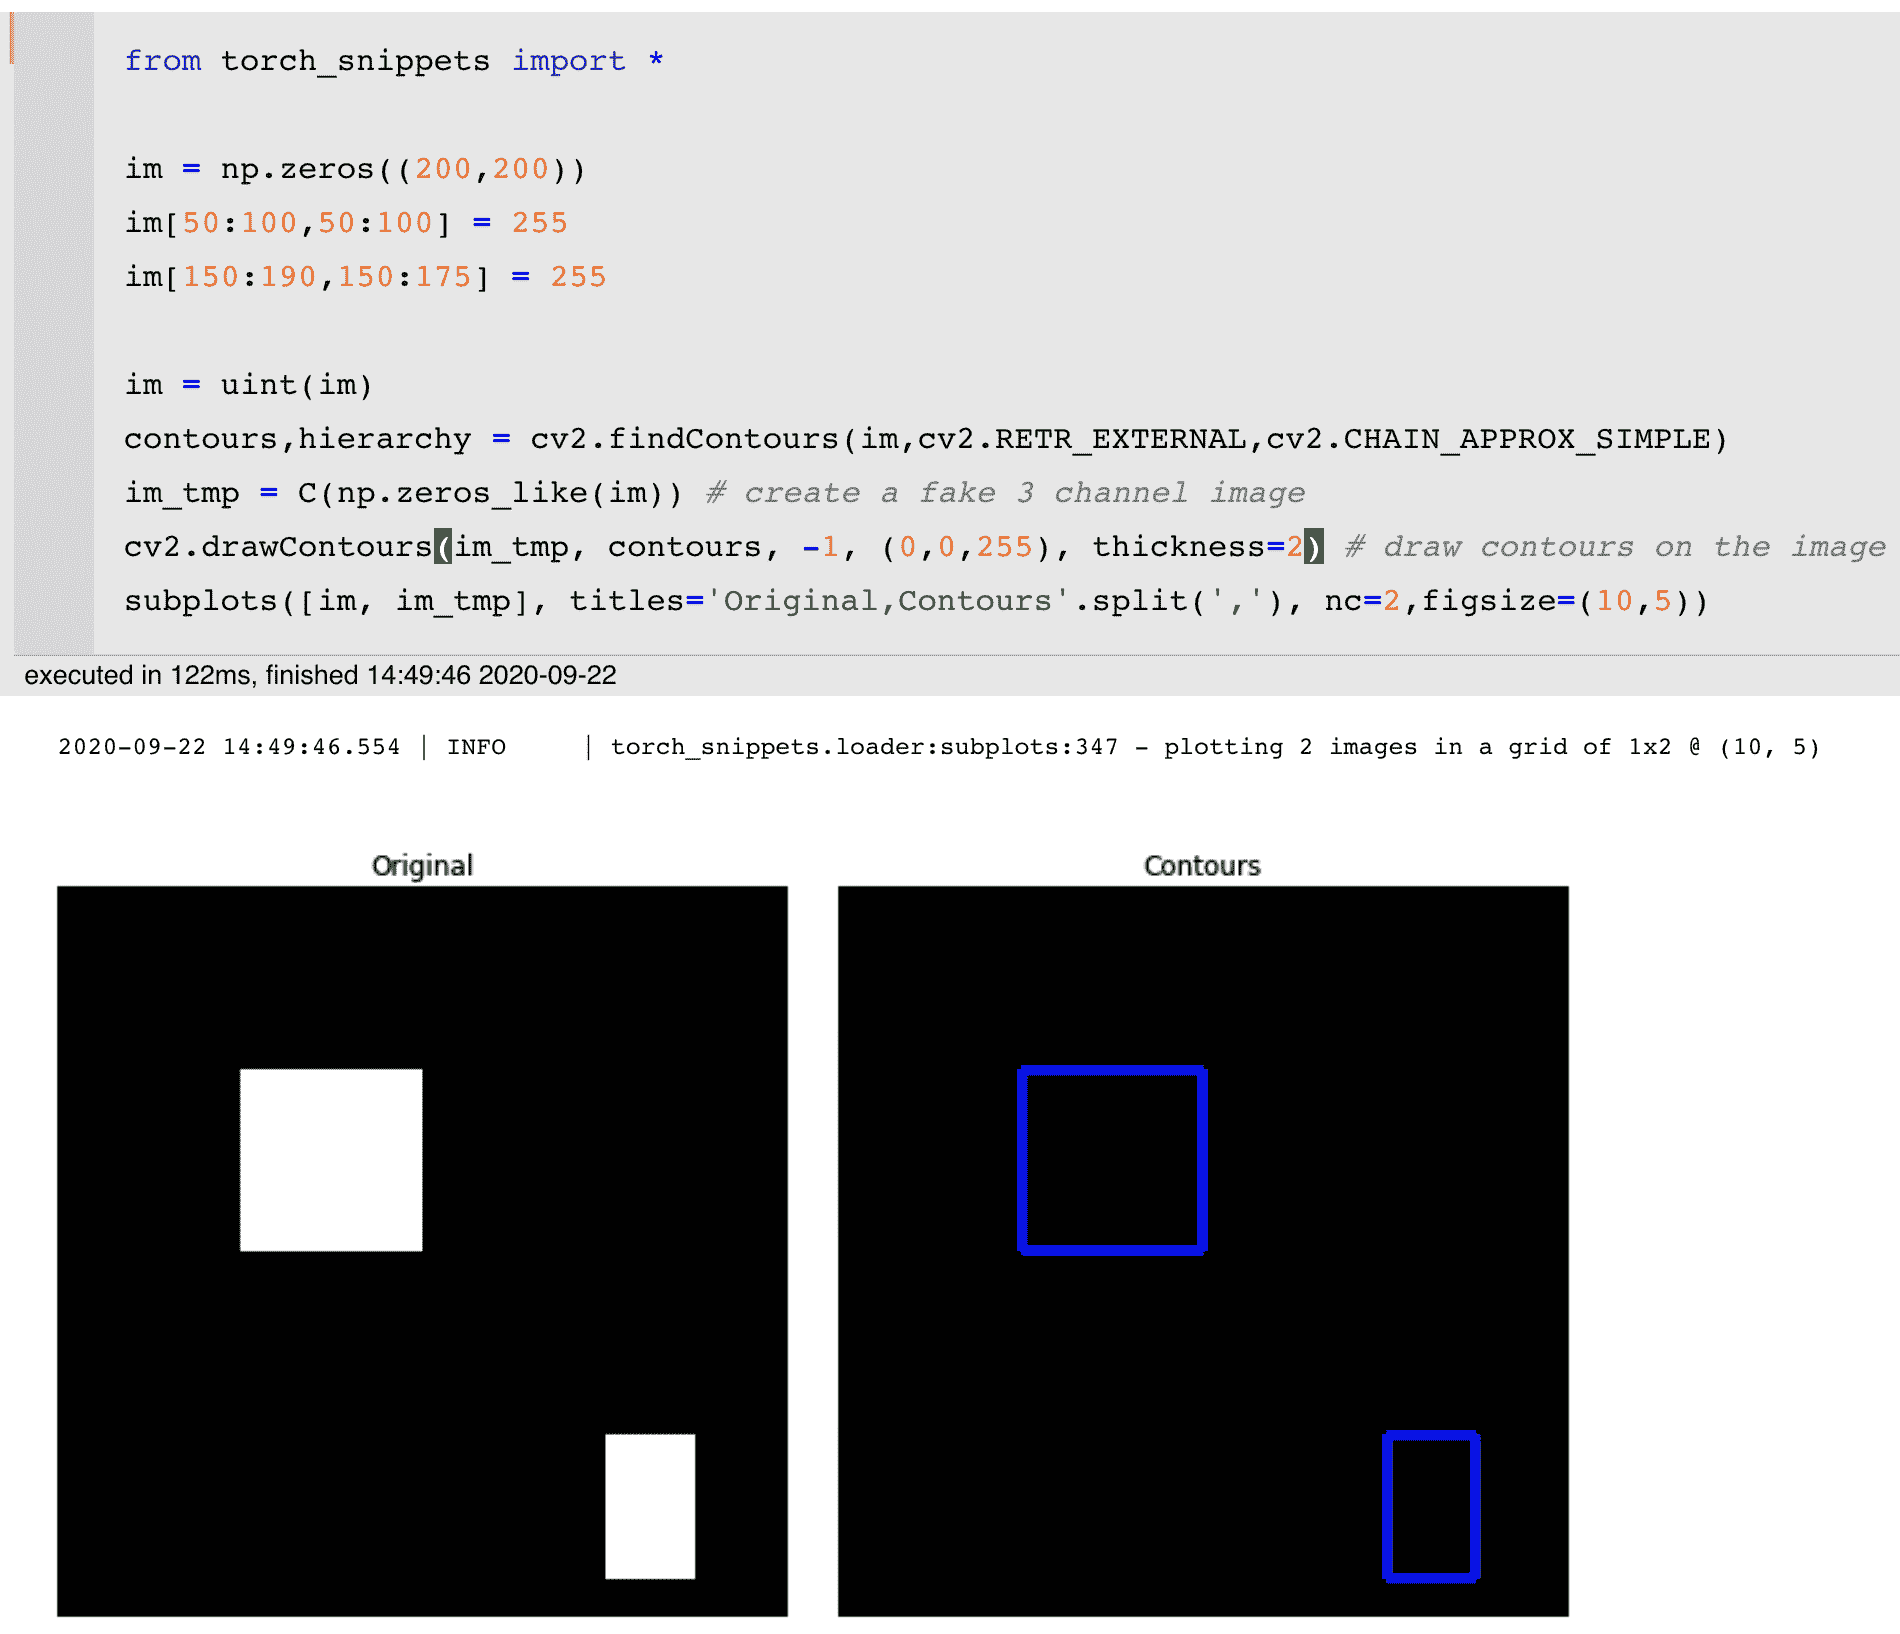 from torch_snippets import *
im = np.zeros((200,200))
im[50:100,50:100] = 255
im[150:190,150:175] = 255
im = uint(im)
contours,hierarchy = cv2.findContours(im,cv2.RETR_EXTERNAL,cv2.CHAIN_APPROX_SIMPLE)
im_tmp = C(np.zeros_like(im)) # create a fake 3 channel image
cv2.drawContours(im_tmp, contours, -1, (0,0,255), thickness=2) # draw contours on the image
subplots([im, im_tmp], titles='Original,Contours'.split(','), nc=2,figsize=(10,5))
executed in 122ms, finished 14:49:46 2020-09-22
2020-09-22 14:49:46.554 | INFO     | torch_snippets.loader:subplots:347 - plotting 2 images in a grid of 1x2 @ (10, 5)
Original
Contours